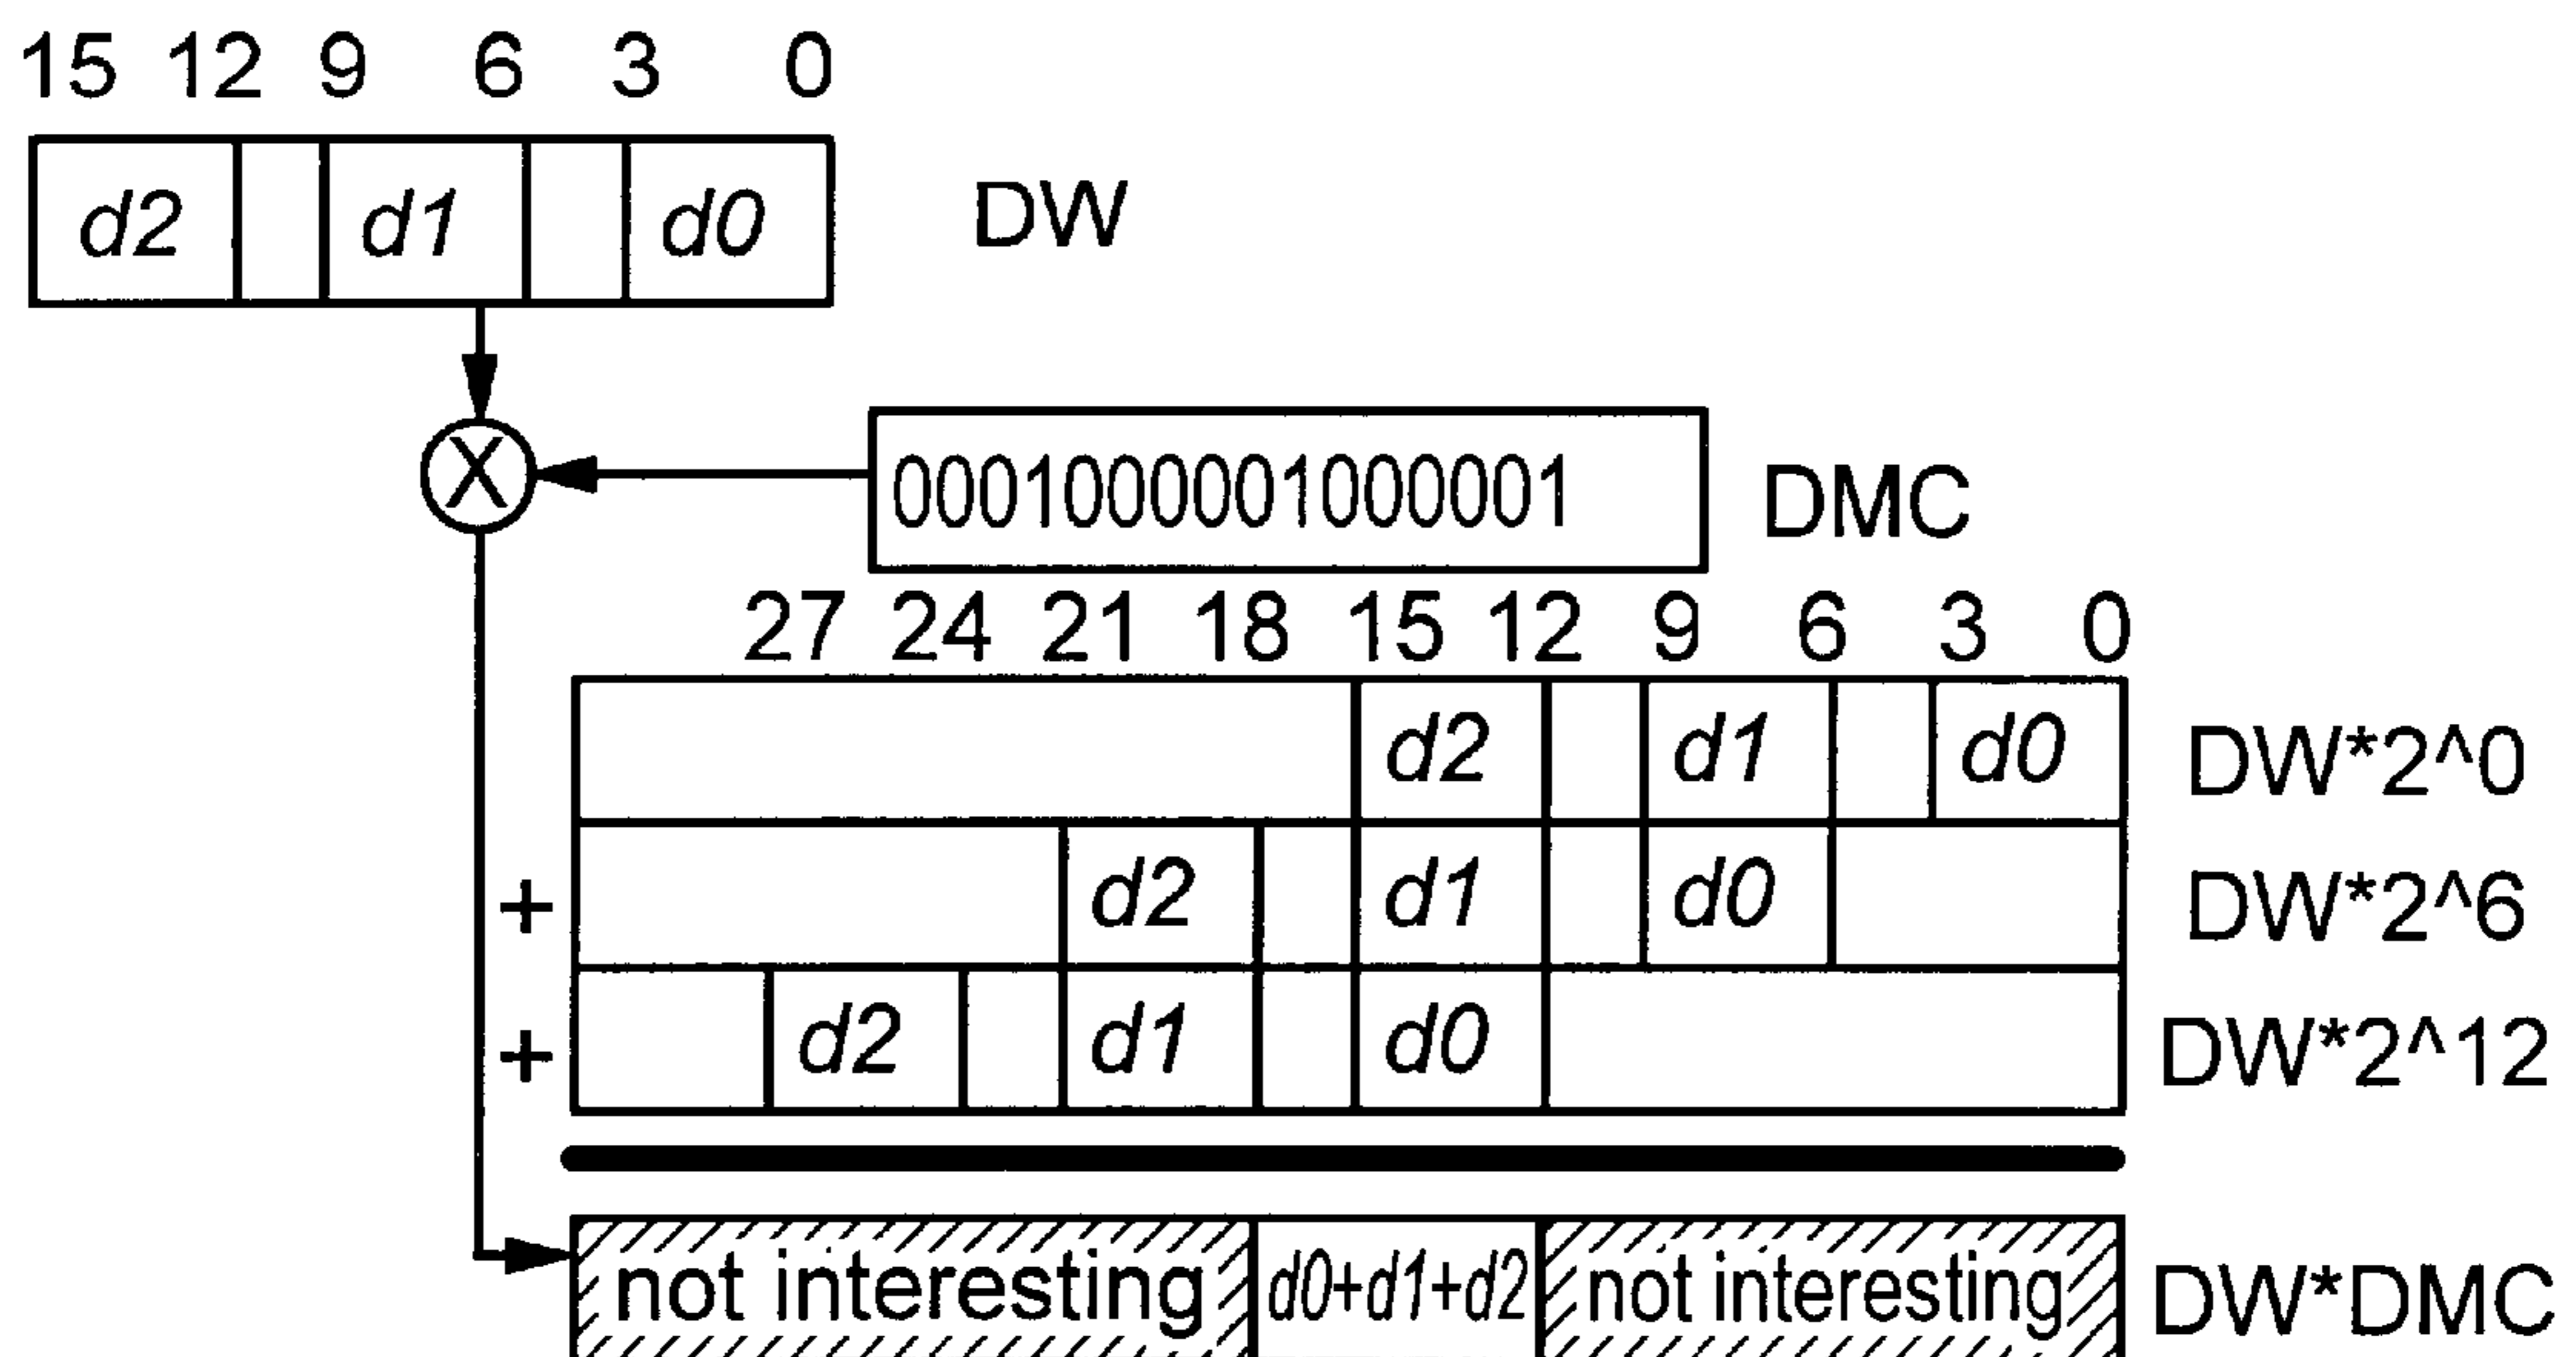 15 12 9 6 3 0
d2 d1 d0 DW
X 0001000001000001 DMC
27 24 21 18 15 12 9 6 3 0
d2 d1 d0 DW*2^0
+ d2 d1 d0 DW*2^6
+ d2 d1 d0 DW*2^12
not interesting d0+d1+d2 not interesting DW*DMC